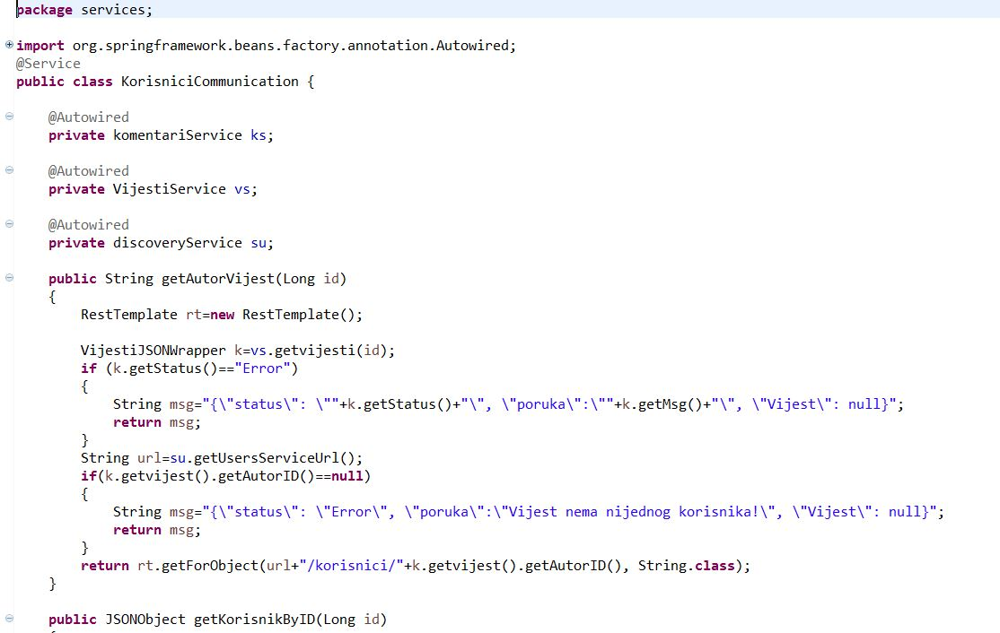 package services;
import org.springframework.beans.factory.annotation.Autowired;
@Service
public class KorisniciCommunication {
@Autowired
private komentariService ks;
@Autowired
private VijestiService vs;
@Autowired
private discoveryService su;
public String getAutorVijest(Long id)
{
RestTemplate rt=new RestTemplate();
VijestiJSONWrapper k=vs.getvijesti(id);
if (k.getStatus()=="Error")
{
String msg="{\"status\": \""+k.getStatus()+"\", \"poruka\":\""+k.getMsg()+"\", \"Vijest\": null}";
return msg;
}
String url=su.getUsersServiceUrl();
if(k.getvijest().getAutorID()==null)
{
String msg="{\"status\": \"Error\", \"poruka\":\"Vijest nema nijednog korisnika!\", \"Vijest\": null}";
return msg;
}
return rt.getForObject(url+"/korisnici/"+k.getvijest().getAutorID(), String.class);
}
public JSONObject getKorisnikByID(Long id)